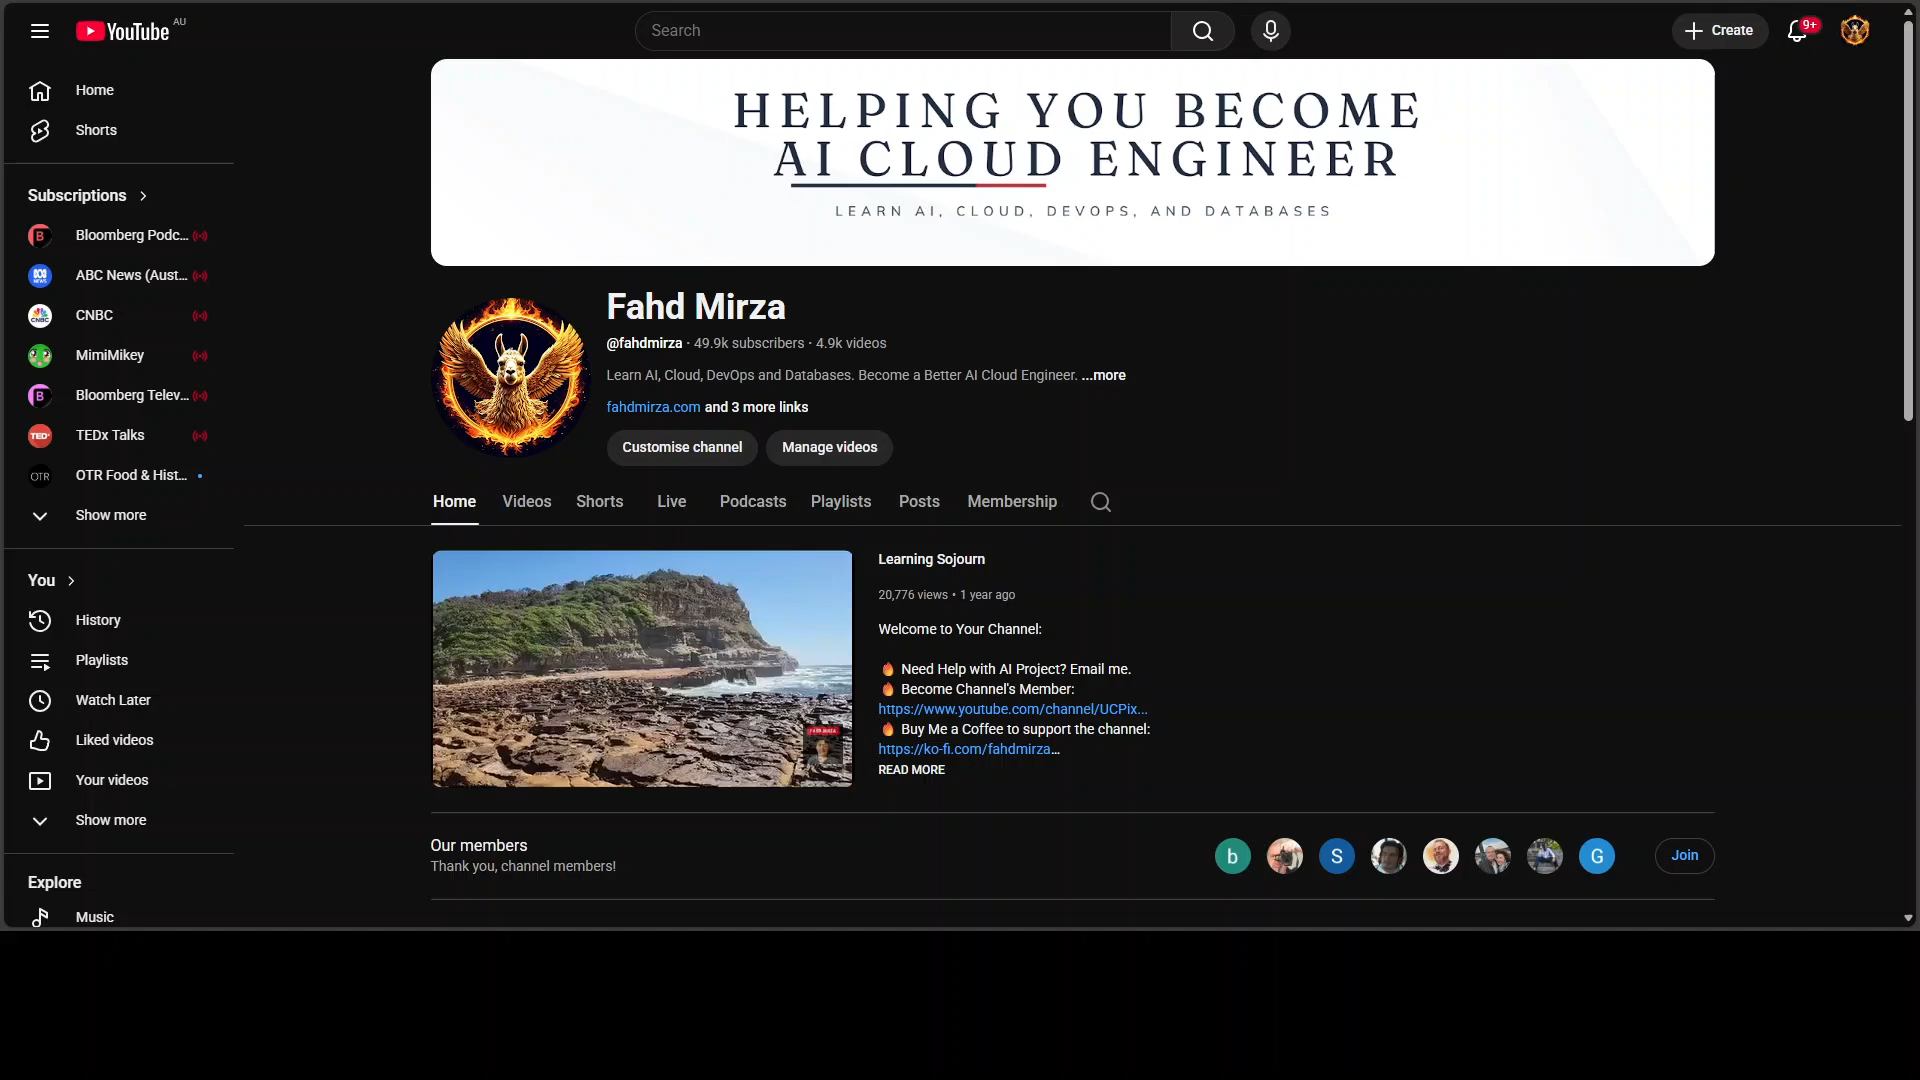 YouTube AU
Search
Create
9+
Home
Shorts
Subscriptions
Bloomberg Podc...
ABC News (Aust...
CNBC
MimiMikey
Bloomberg Telev...
TEDx Talks
OTR Food & Hist...
Show more
You
History
Playlists
Watch Later
Liked videos
Your videos
Show more
Explore
Music
HELPING YOU BECOME
AI CLOUD ENGINEER
LEARN AI, CLOUD, DEVOPS, AND DATABASES
Fahd Mirza
@fahdmirza · 49.9k subscribers · 4.9k videos
Learn AI, Cloud, DevOps and Databases. Become a Better AI Cloud Engineer. ...more
fahdmirza.com and 3 more links
Customise channel Manage videos
Home Videos Shorts Live Podcasts Playlists Posts Membership
FAHD MIRZA
Learning Sojourn
20,776 views • 1 year ago
Welcome to Your Channel:
🔥 Need Help with AI Project? Email me.
🔥 Become Channel's Member:
https://www.youtube.com/channel/UCPix...
🔥 Buy Me a Coffee to support the channel:
https://ko-fi.com/fahdmirza...
READ MORE
Our members
Thank you, channel members!
b S G
Join